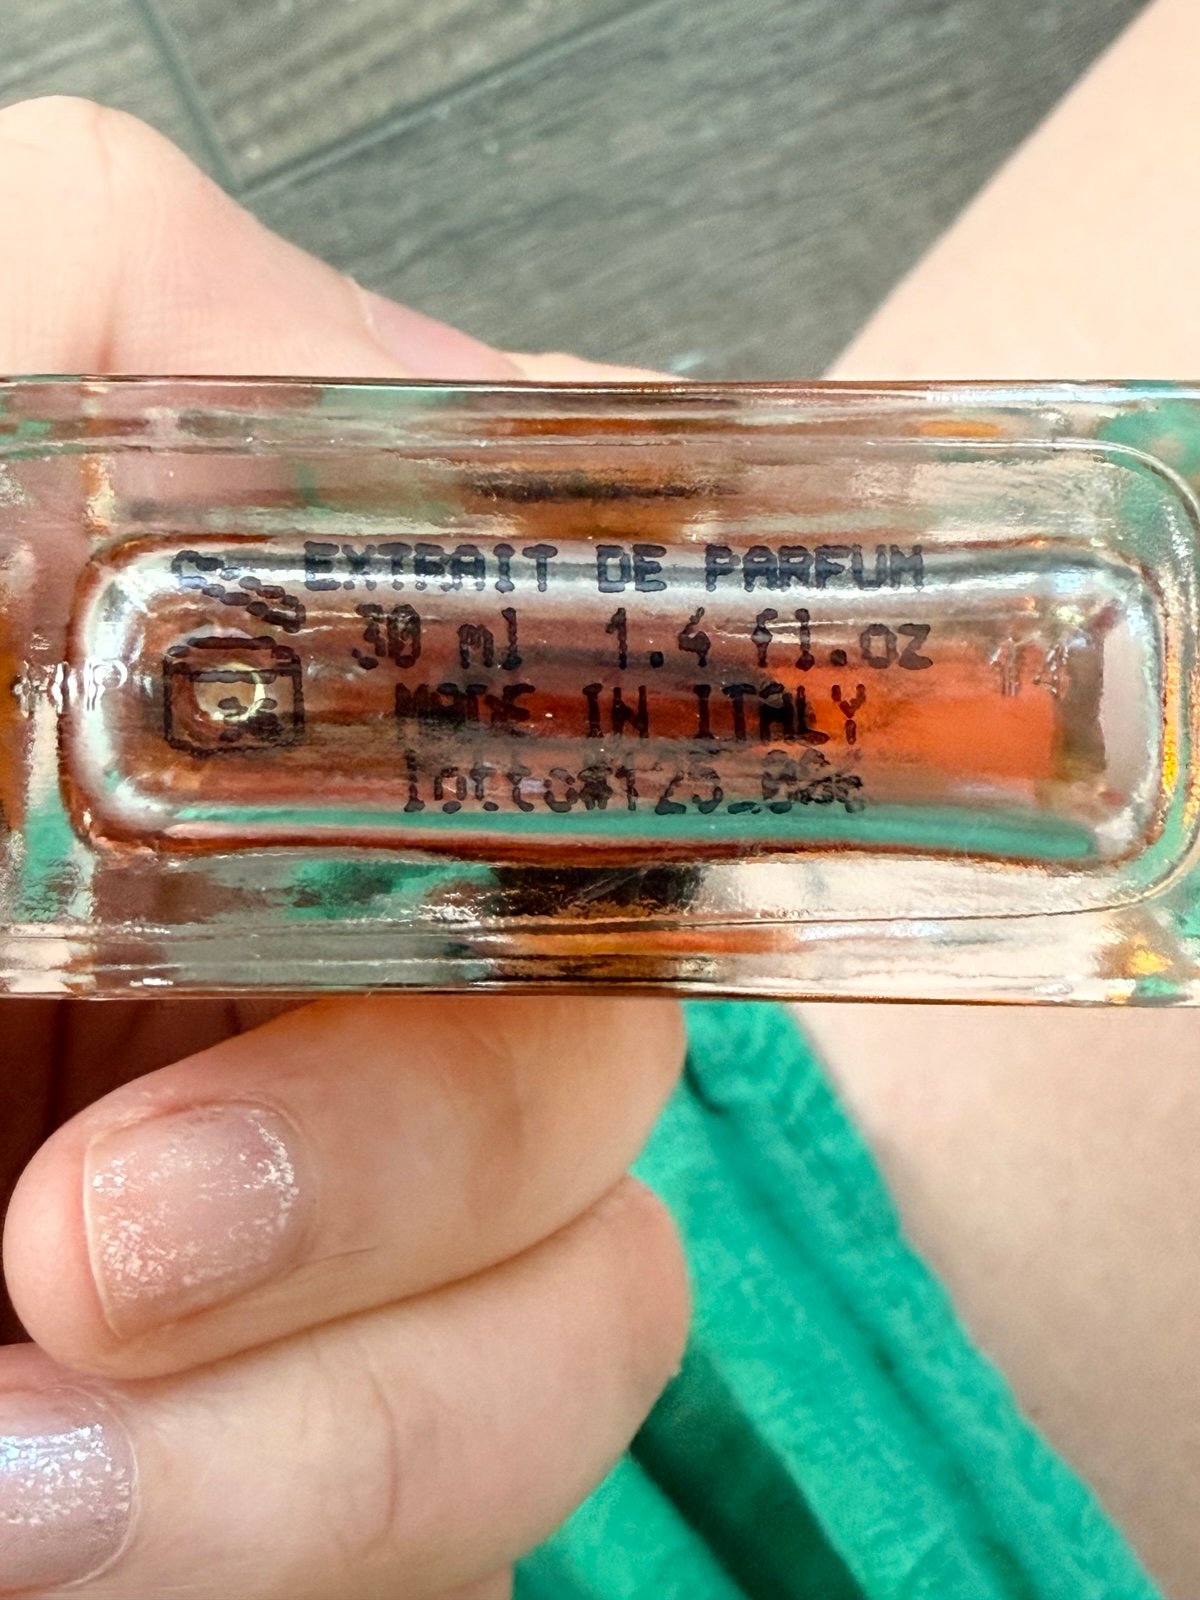 EXTRAIT DE PARFUM
30 ml 1.4 fl.oz
MADE IN ITALY